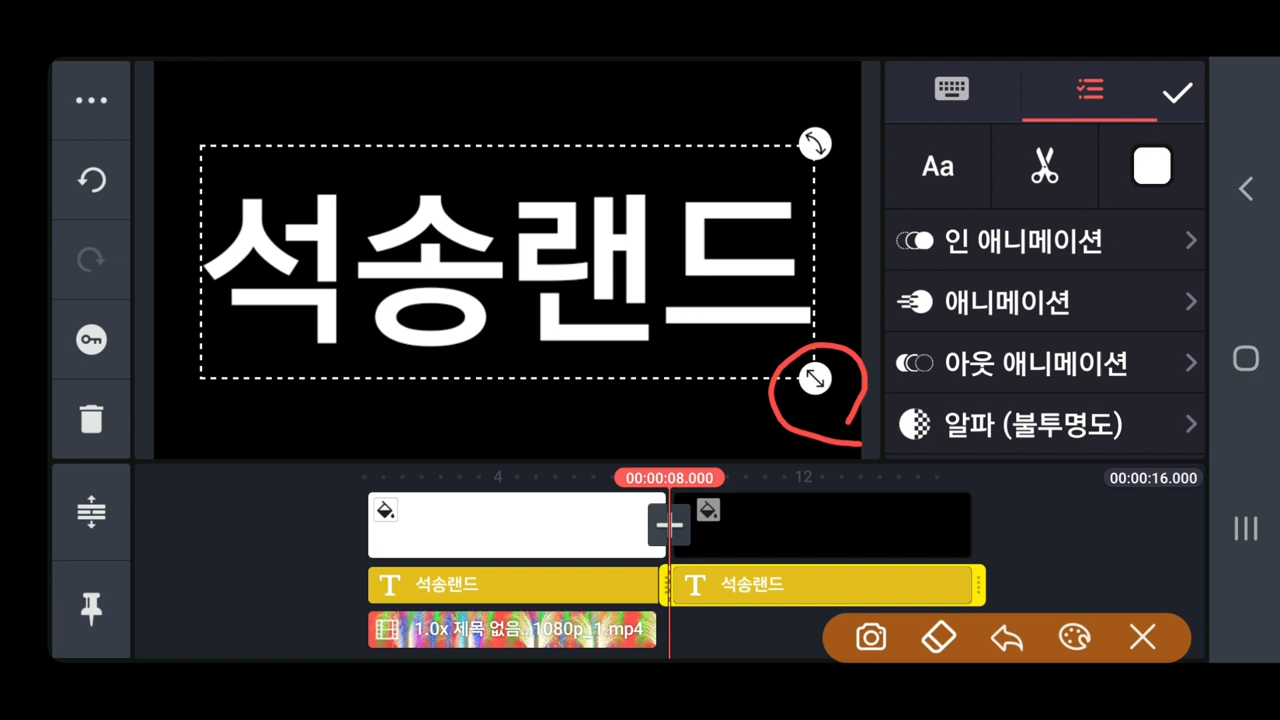 Aa
석송랜드
인 애니메이션
애니메이션
아웃 애니메이션
알파 (불투명도)
4
00:00:08.000
12
00:00:16.000
T 석송랜드
T 석송랜드
1.0x 제목 없음...1080p_1.mp4